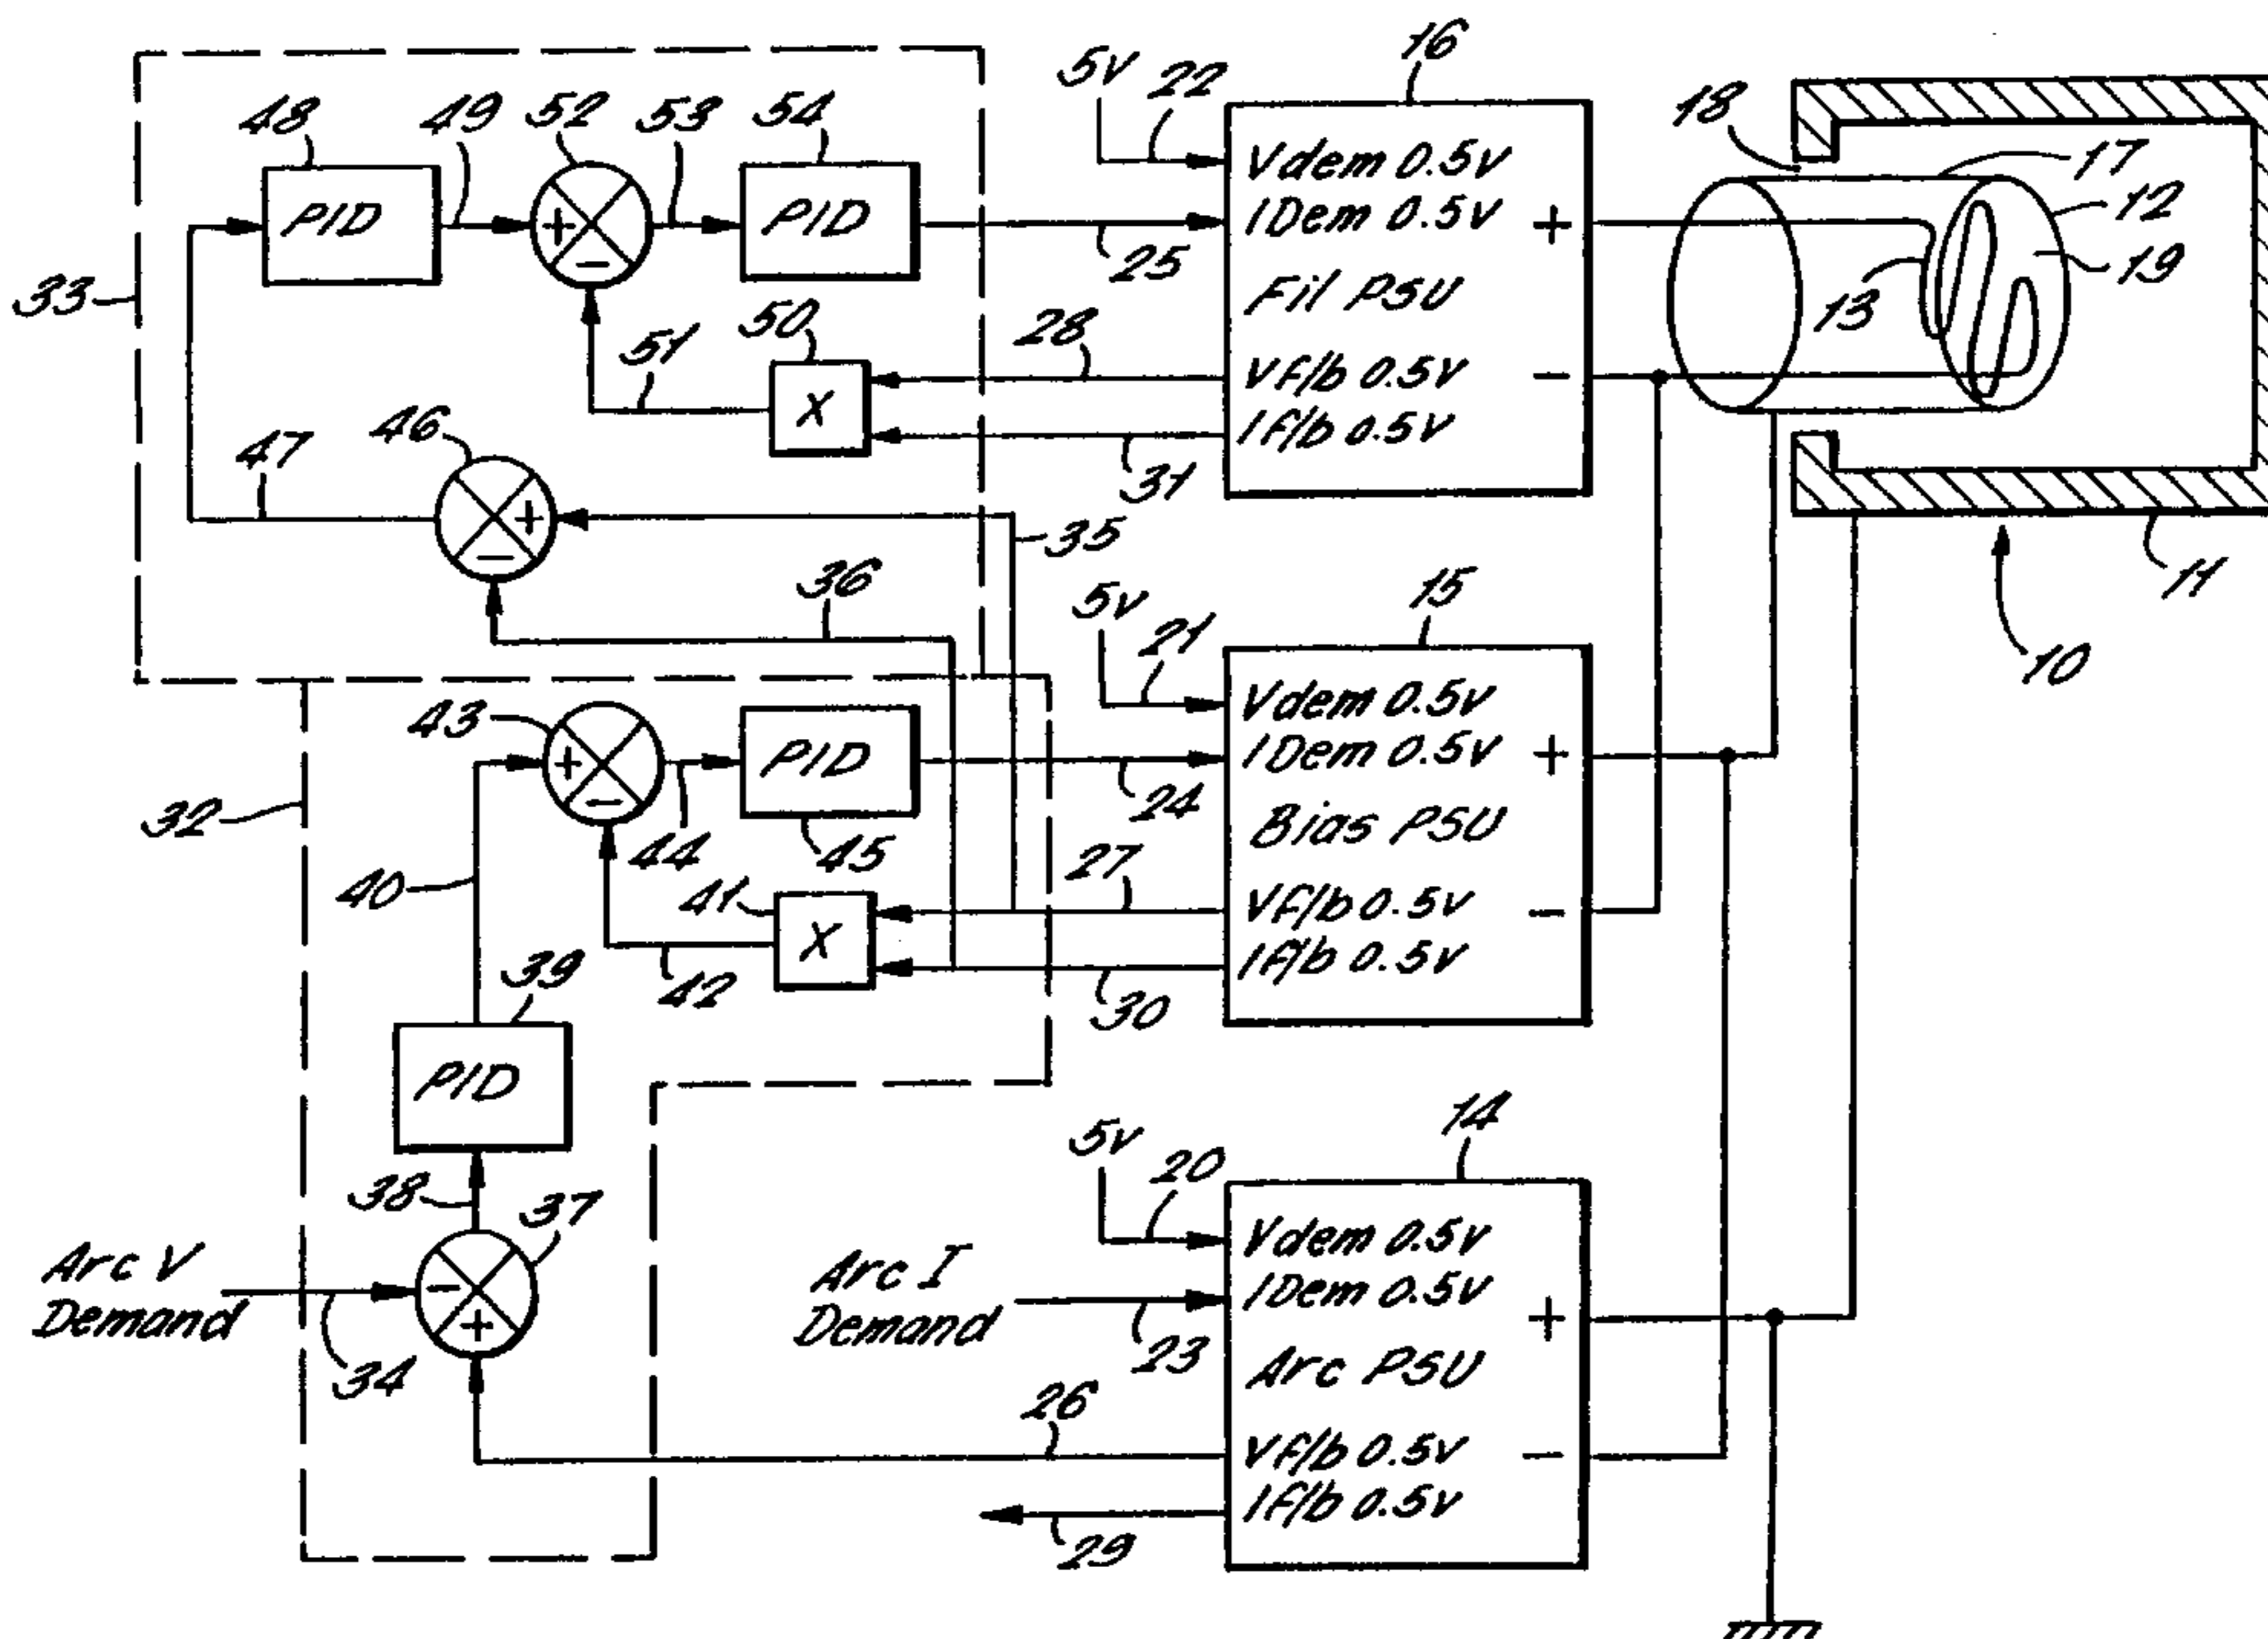 16
5v
22
48
49
52
53
54
18
Vdem 0.5v
17
PID
+
PID
IDem 0.5v
+
12
−
25
19
33
Fil PSU
13
50
28
51
X
Vf/b 0.5v
−
46
If/b 0.5v
47
31
+
35
−
36
15
11
5v
21
10
43
Vdem 0.5v
+
PID
IDem 0.5v
+
−
24
32
Bias PSU
44
45
27
40
41
X
Vf/b 0.5v
−
If/b 0.5v
39
42
30
PID
14
5v
20
38
37
Vdem 0.5v
Arc V
Demand
−
Arc I
Demand
IDem 0.5v
+
+
34
23
Arc PSU
26
Vf/b 0.5v
−
If/b 0.5v
29